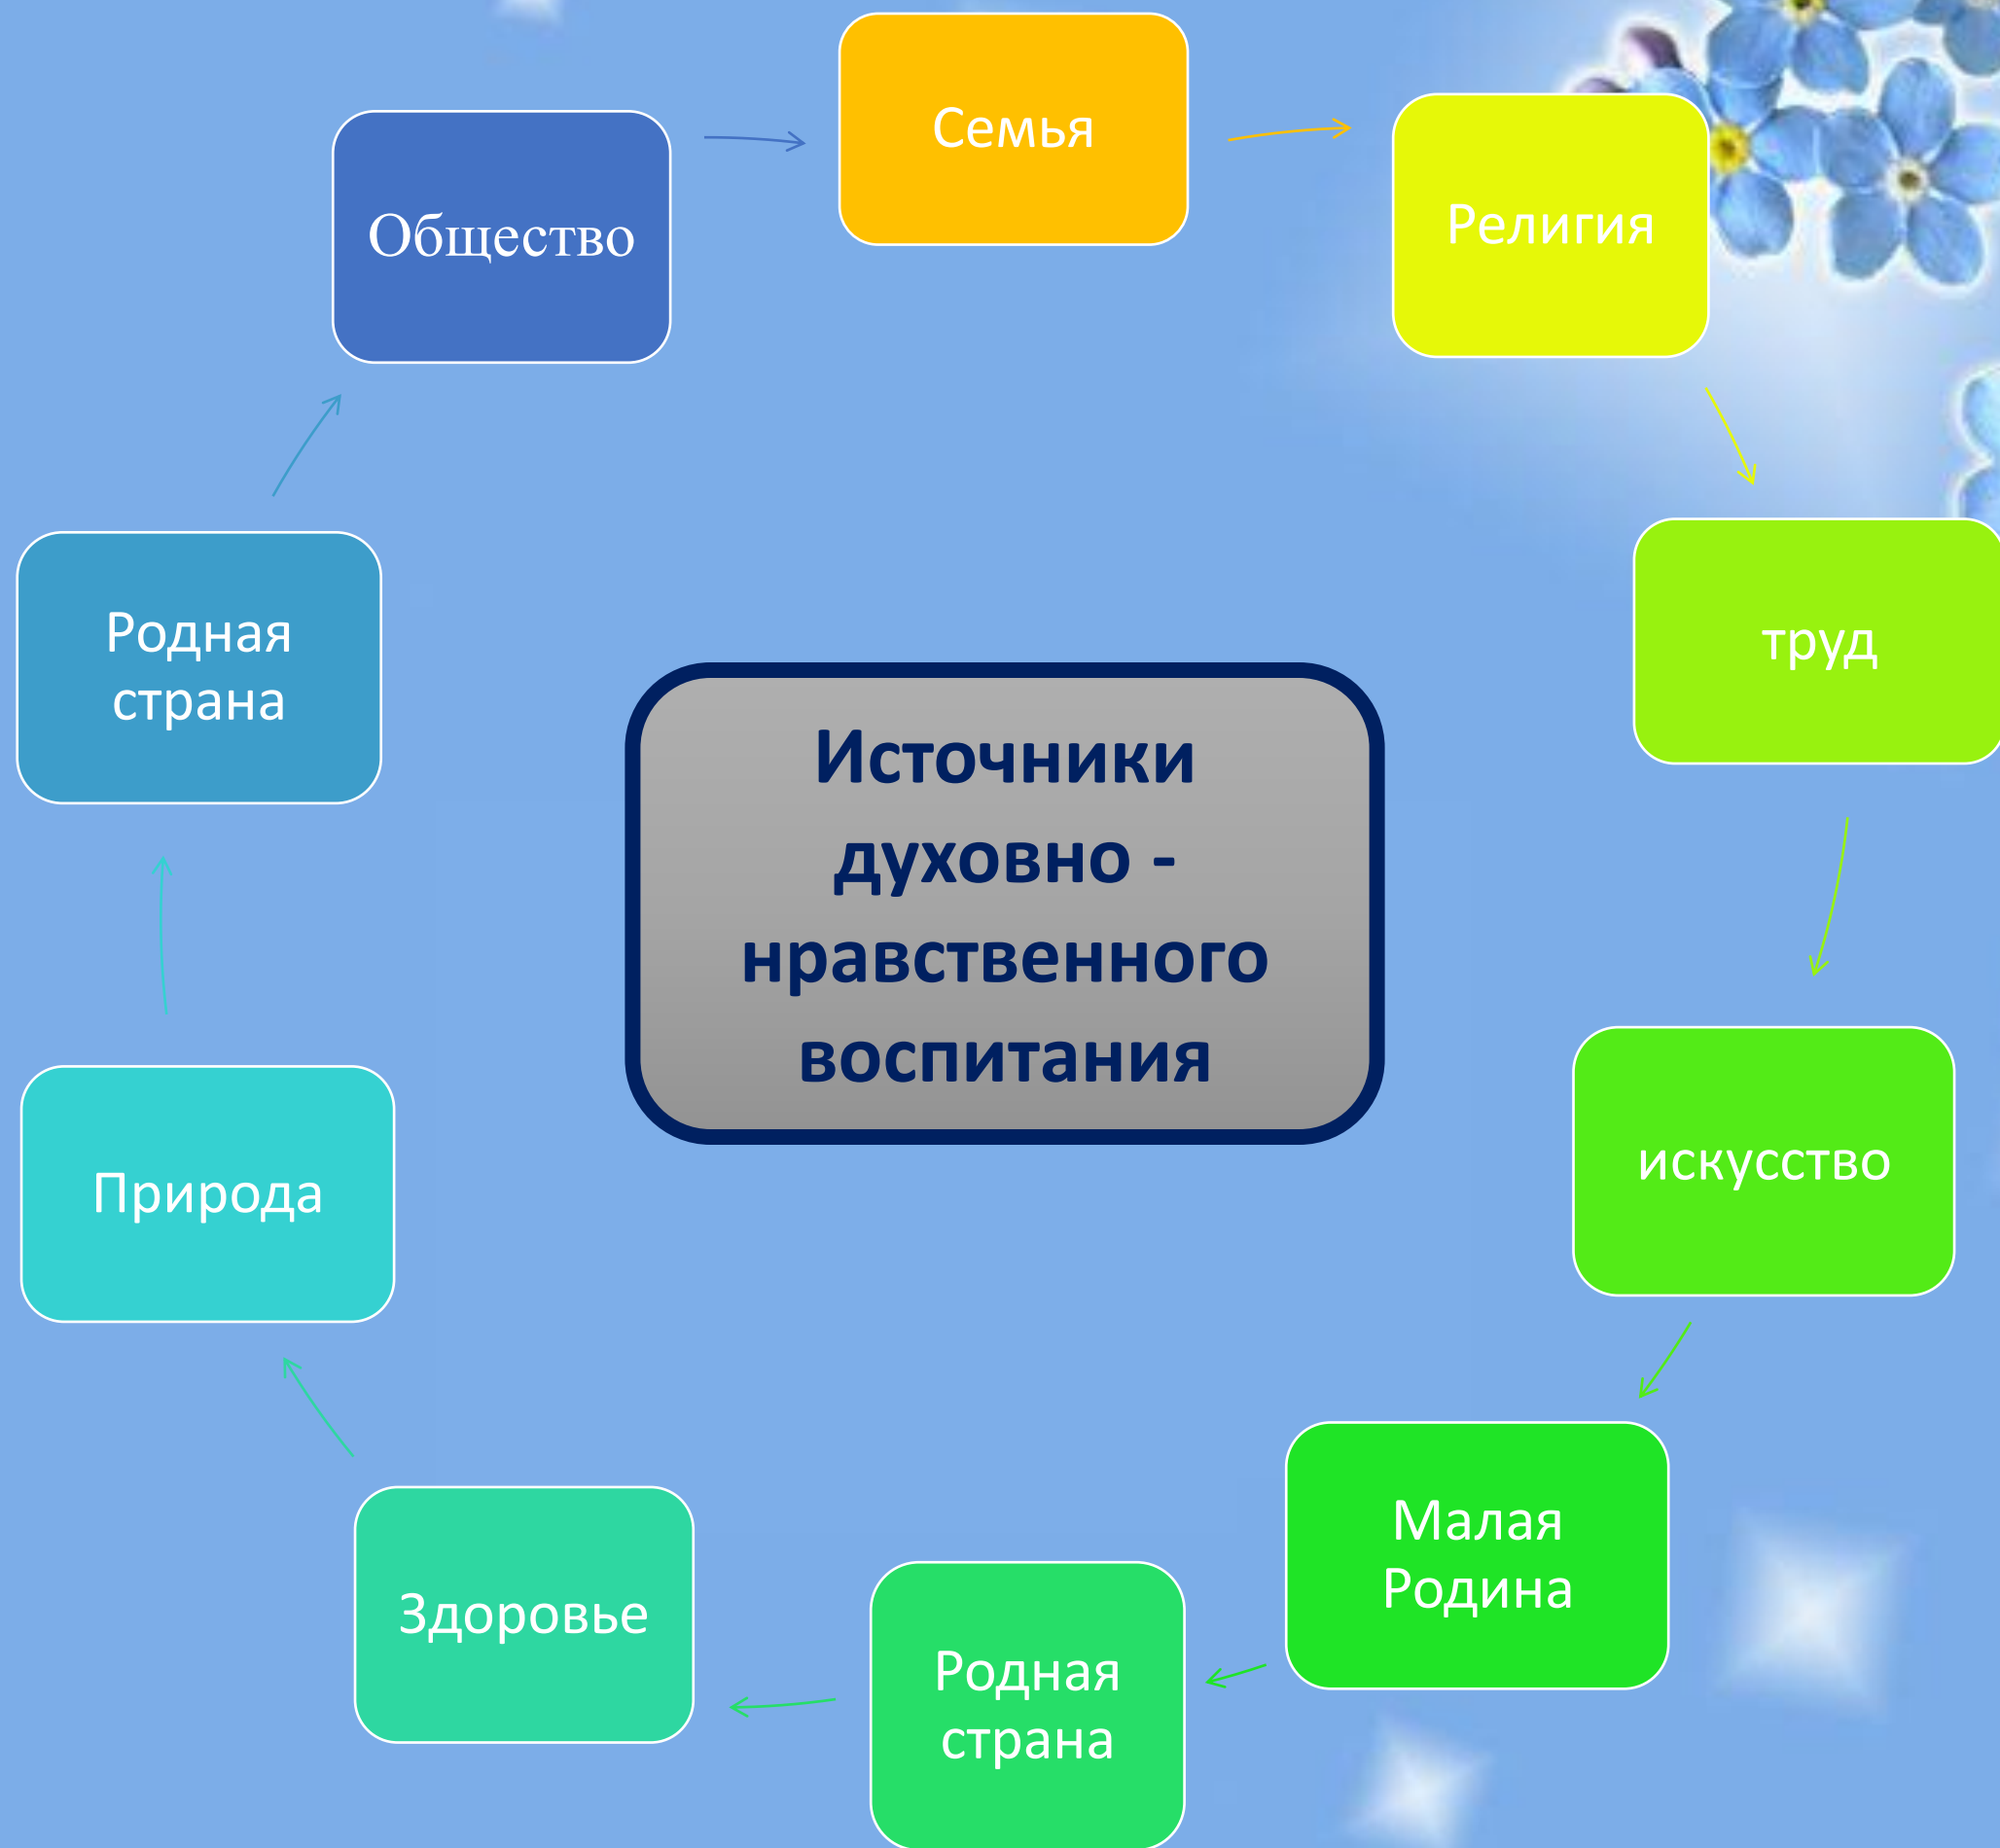 Семья
Религия
труд
искусство
Малая
Родина
Родная
страна
Здоровье
Природа
Родная
страна
Общество
Источники
духовно -
нравственного
воспитания